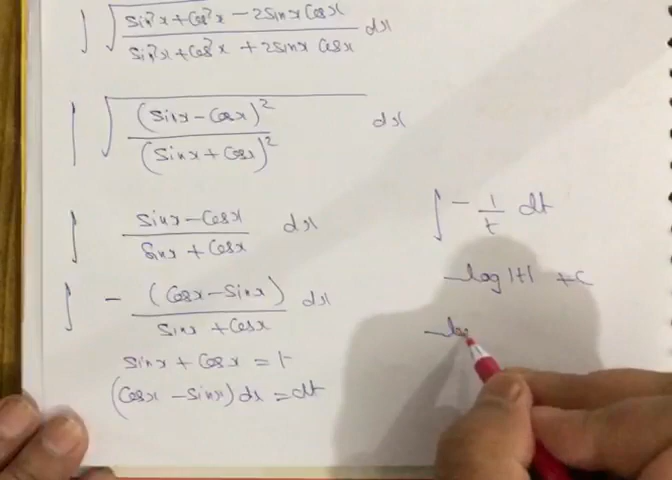 ∫ √((sin²x + cos²x − 2sinx cosx)/(sin²x + cos²x + 2sinx cosx)) dx
∫ √((sinx − cosx)²/(sinx + cosx)²) dx
∫ (sinx − cosx)/(sinx + cosx) dx
∫ −(cosx − sinx)/(sinx + cosx) dx
sinx + cosx = t
(cosx − sinx) dx = dt
∫ − 1/t dt
−log |t| + c
−log